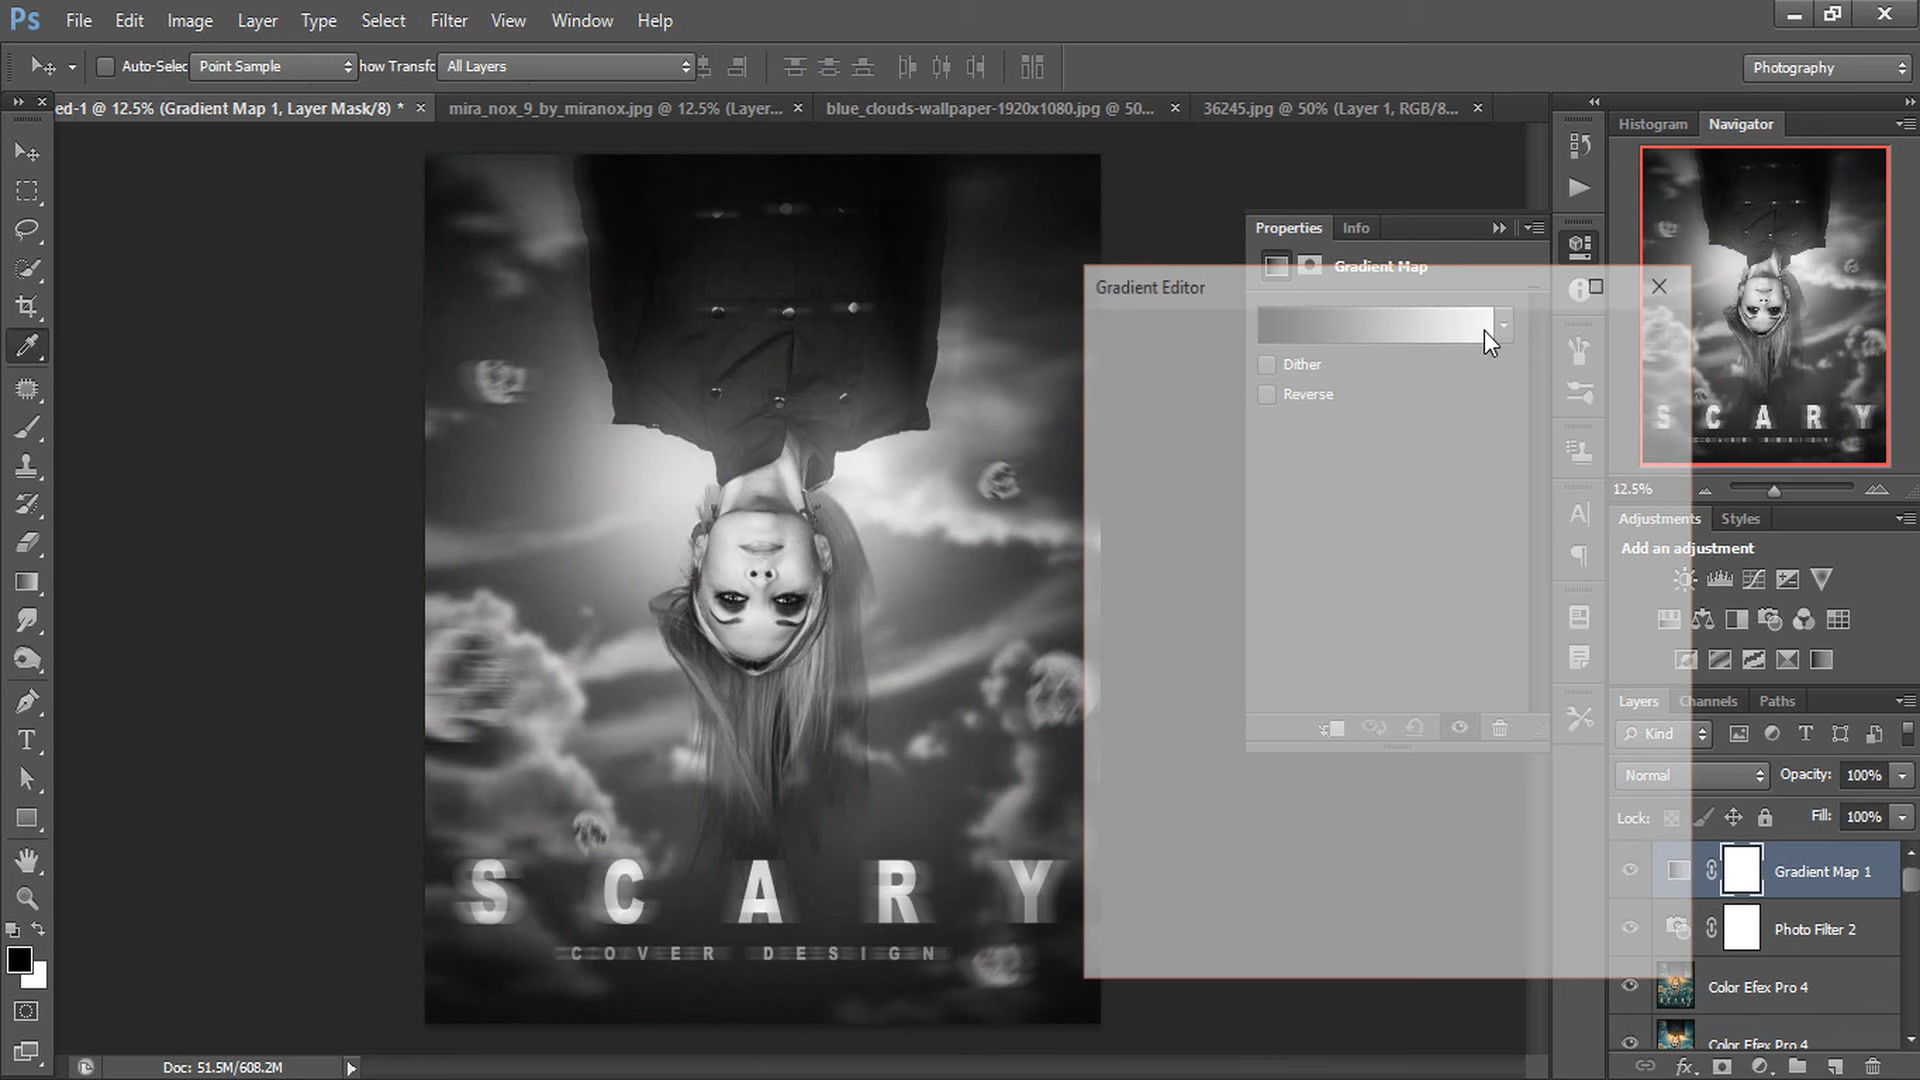 Ps File Edit Image Layer Type Select Filter View Window Help
Auto-Selec Point Sample how Transfo All Layers Photography
ed-1 @ 12.5% (Gradient Map 1, Layer Mask/8) * mira_nox_9_by_miranox.jpg @ 12.5% (Layer... blue_clouds-wallpaper-1920x1080.jpg @ 50... 36245.jpg @ 50% (Layer 1, RGB/8...
Histogram Navigator
Properties Info
Gradient Map
Gradient Editor
Dither
Reverse
SCARY
COVER DESIGN
12.5%
Adjustments Styles
Add an adjustment
Layers Channels Paths
Kind
Normal Opacity: 100%
Lock: Fill: 100%
Gradient Map 1
Photo Filter 2
Color Efex Pro 4
Color Efex Pro 4
S C A R Y
C O V E R D E S I G N
Doc: 51.5M/608.2M